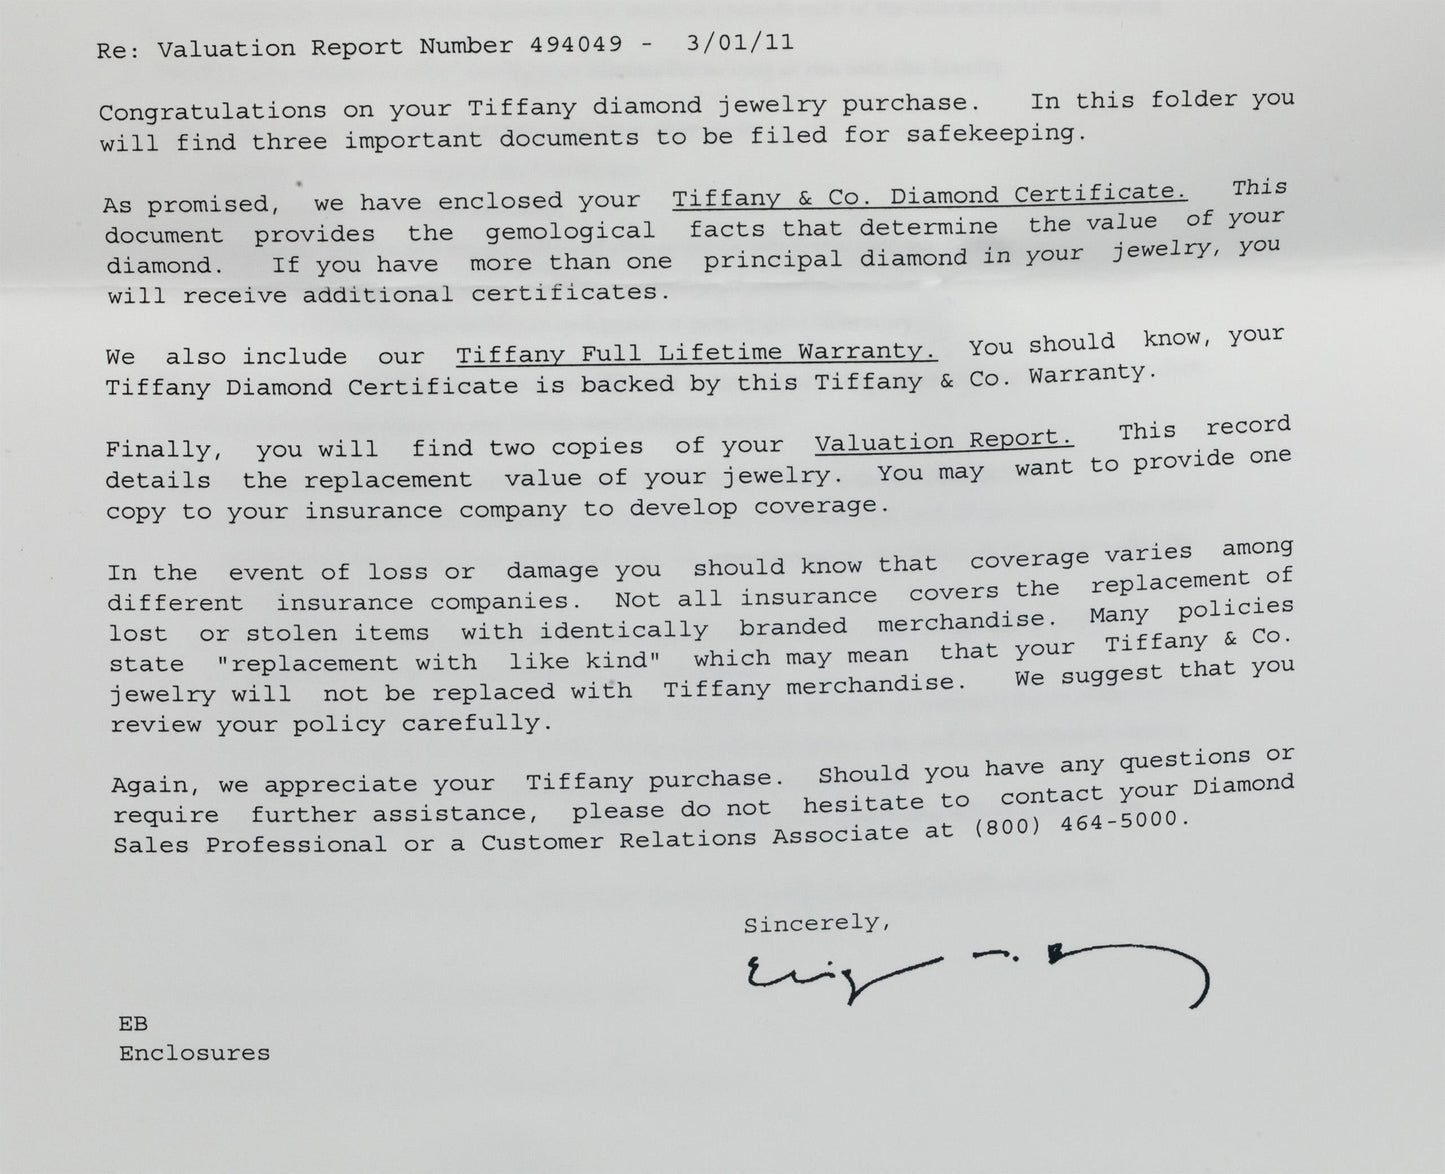 Re: Valuation Report Number 494049 - 3/01/11
Congratulations on your Tiffany diamond jewelry purchase. In this folder you
will find three important documents to be filed for safekeeping.
As promised, we have enclosed your Tiffany & Co. Diamond Certificate. This
document provides the gemological facts that determine the value of your
diamond. If you have more than one principal diamond in your jewelry, you
will receive additional certificates.
We also include our Tiffany Full Lifetime Warranty. You should know, your
Tiffany Diamond Certificate is backed by this Tiffany & Co. Warranty.
Finally, you will find two copies of your Valuation Report. This record
details the replacement value of your jewelry. You may want to provide one
copy to your insurance company to develop coverage.
In the event of loss or damage you should know that coverage varies among
different insurance companies. Not all insurance covers the replacement of
lost or stolen items with identically branded merchandise. Many policies
state "replacement with like kind" which may mean that your Tiffany & Co.
jewelry will not be replaced with Tiffany merchandise. We suggest that you
review your policy carefully.
Again, we appreciate your Tiffany purchase. Should you have any questions or
require further assistance, please do not hesitate to contact your Diamond
Sales Professional or a Customer Relations Associate at (800) 464-5000.
Sincerely,
EB
Enclosures